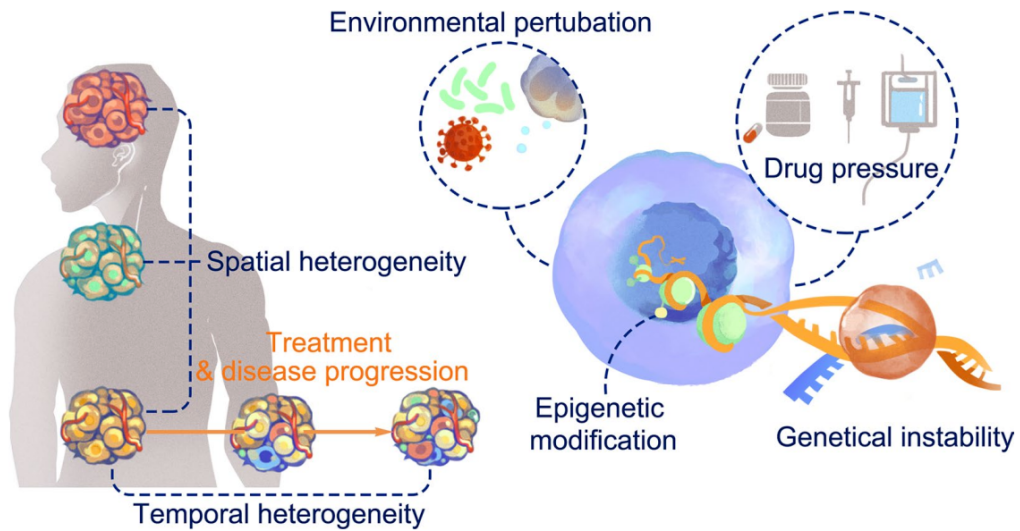 Environmental pertubation
Drug pressure
Spatial heterogeneity
Treatment
& disease progression
Epigenetic
modification
Genetical instability
Temporal heterogeneity